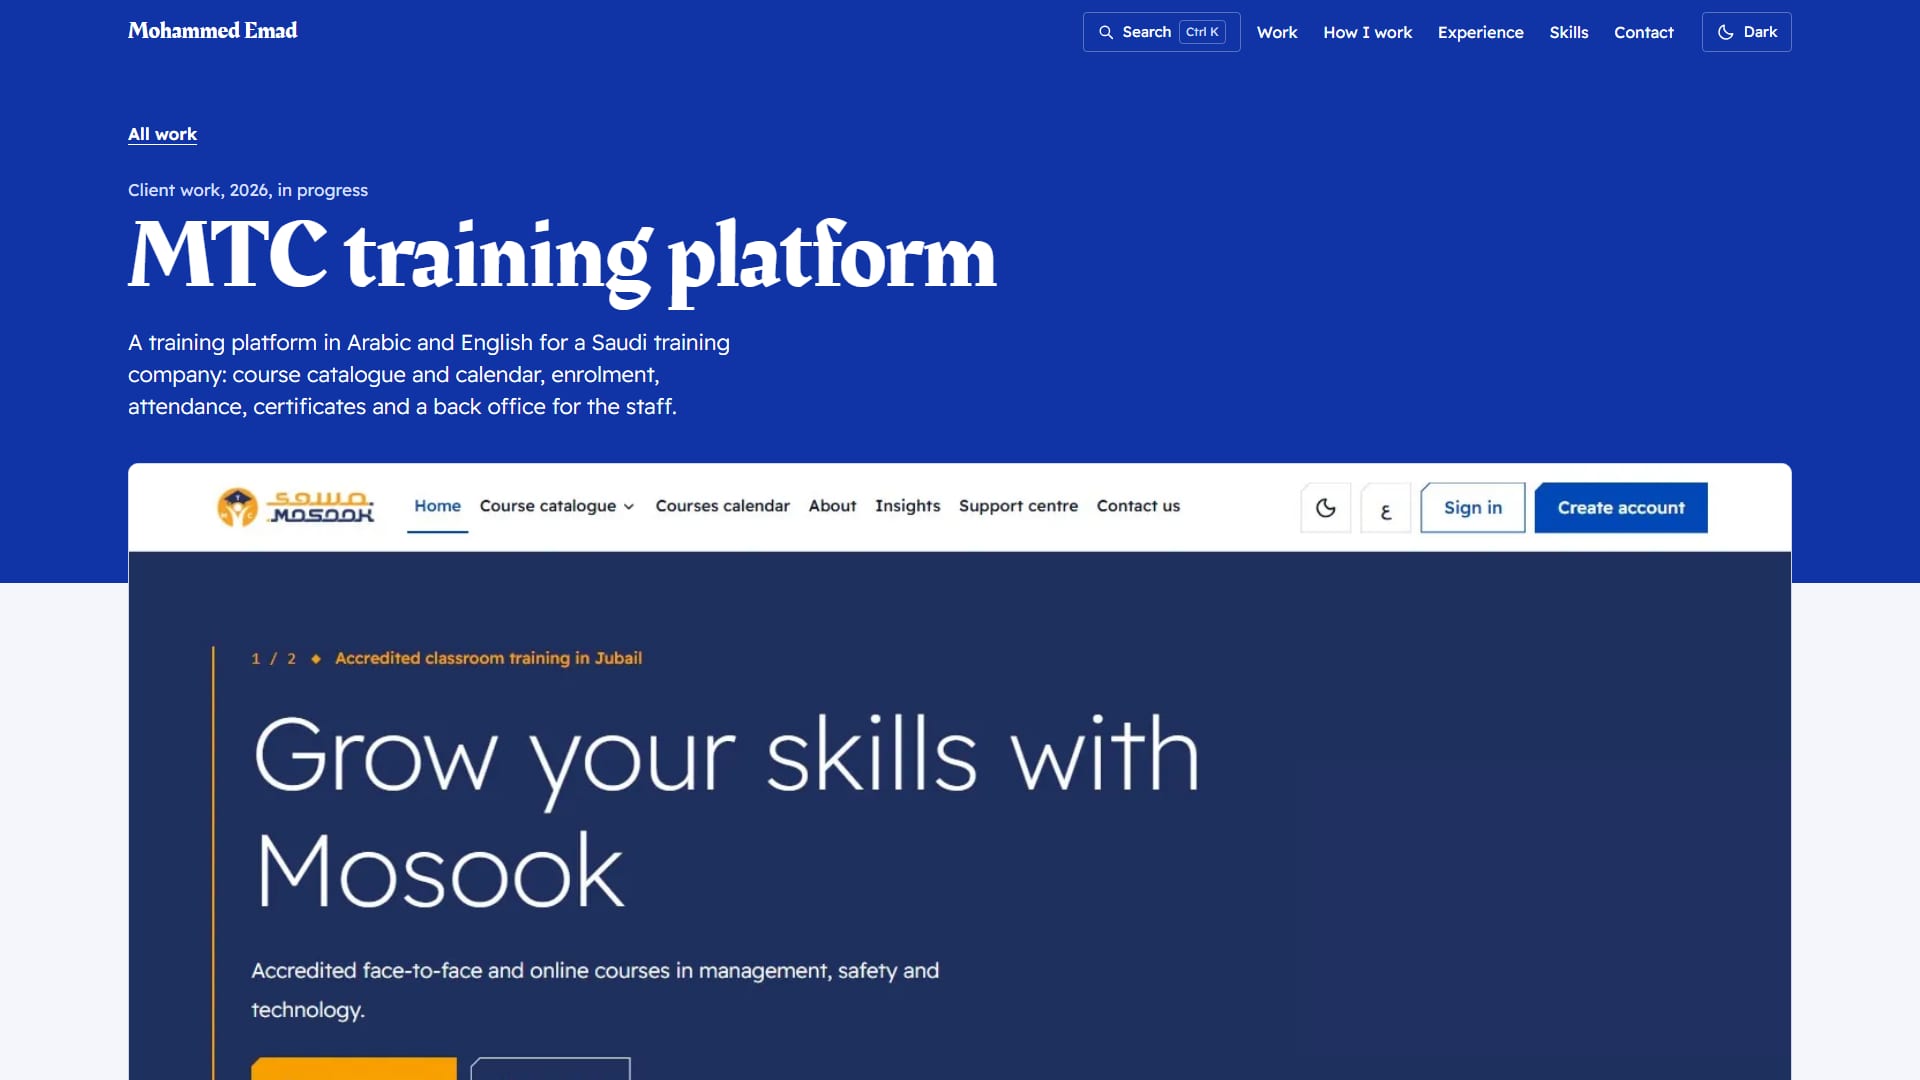 Mohammed Emad
Search Ctrl K Work How I work Experience Skills Contact Dark
All work
Client work, 2026, in progress
MTC training platform
A training platform in Arabic and English for a Saudi training
company: course catalogue and calendar, enrolment,
attendance, certificates and a back office for the staff.
موسوق
MOSOOK
Home Course catalogue Courses calendar About Insights Support centre Contact us ع Sign in Create account
1 / 2 ◆ Accredited classroom training in Jubail
Grow your skills with
Mosook
Accredited face-to-face and online courses in management, safety and
technology.